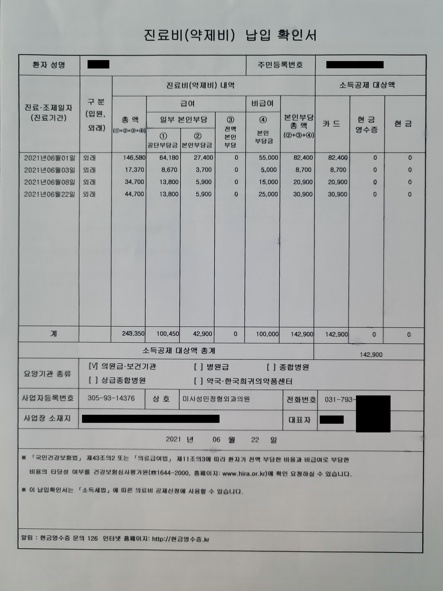 진료비(약제비) 납입 확인서
환자 성명 주민등록번호
진료·조제일자 (진료기간) 구 분 (입원, 외래) 진료비(약제비) 내역 소득공제 대상액
급여 비급여 본인부담 총 액 (②+③+④) 카 드 현 금 영수증 현 금
총 액 (①+②+③+④) 일부 본인부담 ③ 전액 본인 부담 ④ 본인 부담금
① 공단부담금 ② 본인부담금
2021년06월01일 외래 146,580 64,180 27,400 0 55,000 82,400 82,400 0 0
2021년06월03일 외래 17,370 8,670 3,700 0 5,000 8,700 8,700 0 0
2021년06월08일 외래 34,700 13,800 5,900 0 15,000 20,900 20,900 0 0
2021년06월22일 외래 44,700 13,800 5,900 0 25,000 30,900 30,900 0 0
계 243,350 100,450 42,900 0 100,000 142,900 142,900 0 0
소득공제 대상액 총계 142,900
요양기관 종류 [V] 의원급·보건기관 [ ] 병원급 [ ] 종합병원
[ ] 상급종합병원 [ ] 약국·한국희귀의약품센터
사업자등록번호 305-93-14376 상 호 미사성민정형외과의원 전화번호 031-793-
사업장 소재지 대표자
2021 년 06 월 22 일
※ 「국민건강보험법」 제43조의2 또는 「의료급여법」 제11조의3에 따라 환자가 전액 부담한 비용과 비급여로 부담한
비용의 타당성 여부를 건강보험심사평가원(☎1644-2000, 홈페이지: www.hira.or.kr)에 확인 요청하실 수 있습니다.
※ 이 납입확인서는 「소득세법」에 따른 의료비 공제신청에 사용할 수 있습니다.
알림 : 현금영수증 문의 126 인터넷 홈페이지: http://현금영수증.kr